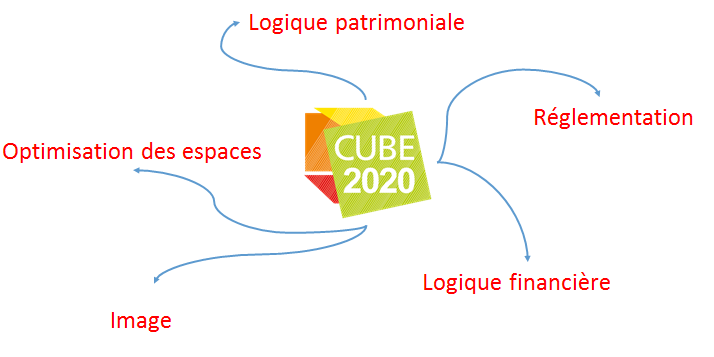 Logique patrimoniale
Réglementation
CUBE
2020
Optimisation des espaces
Logique financière
Image